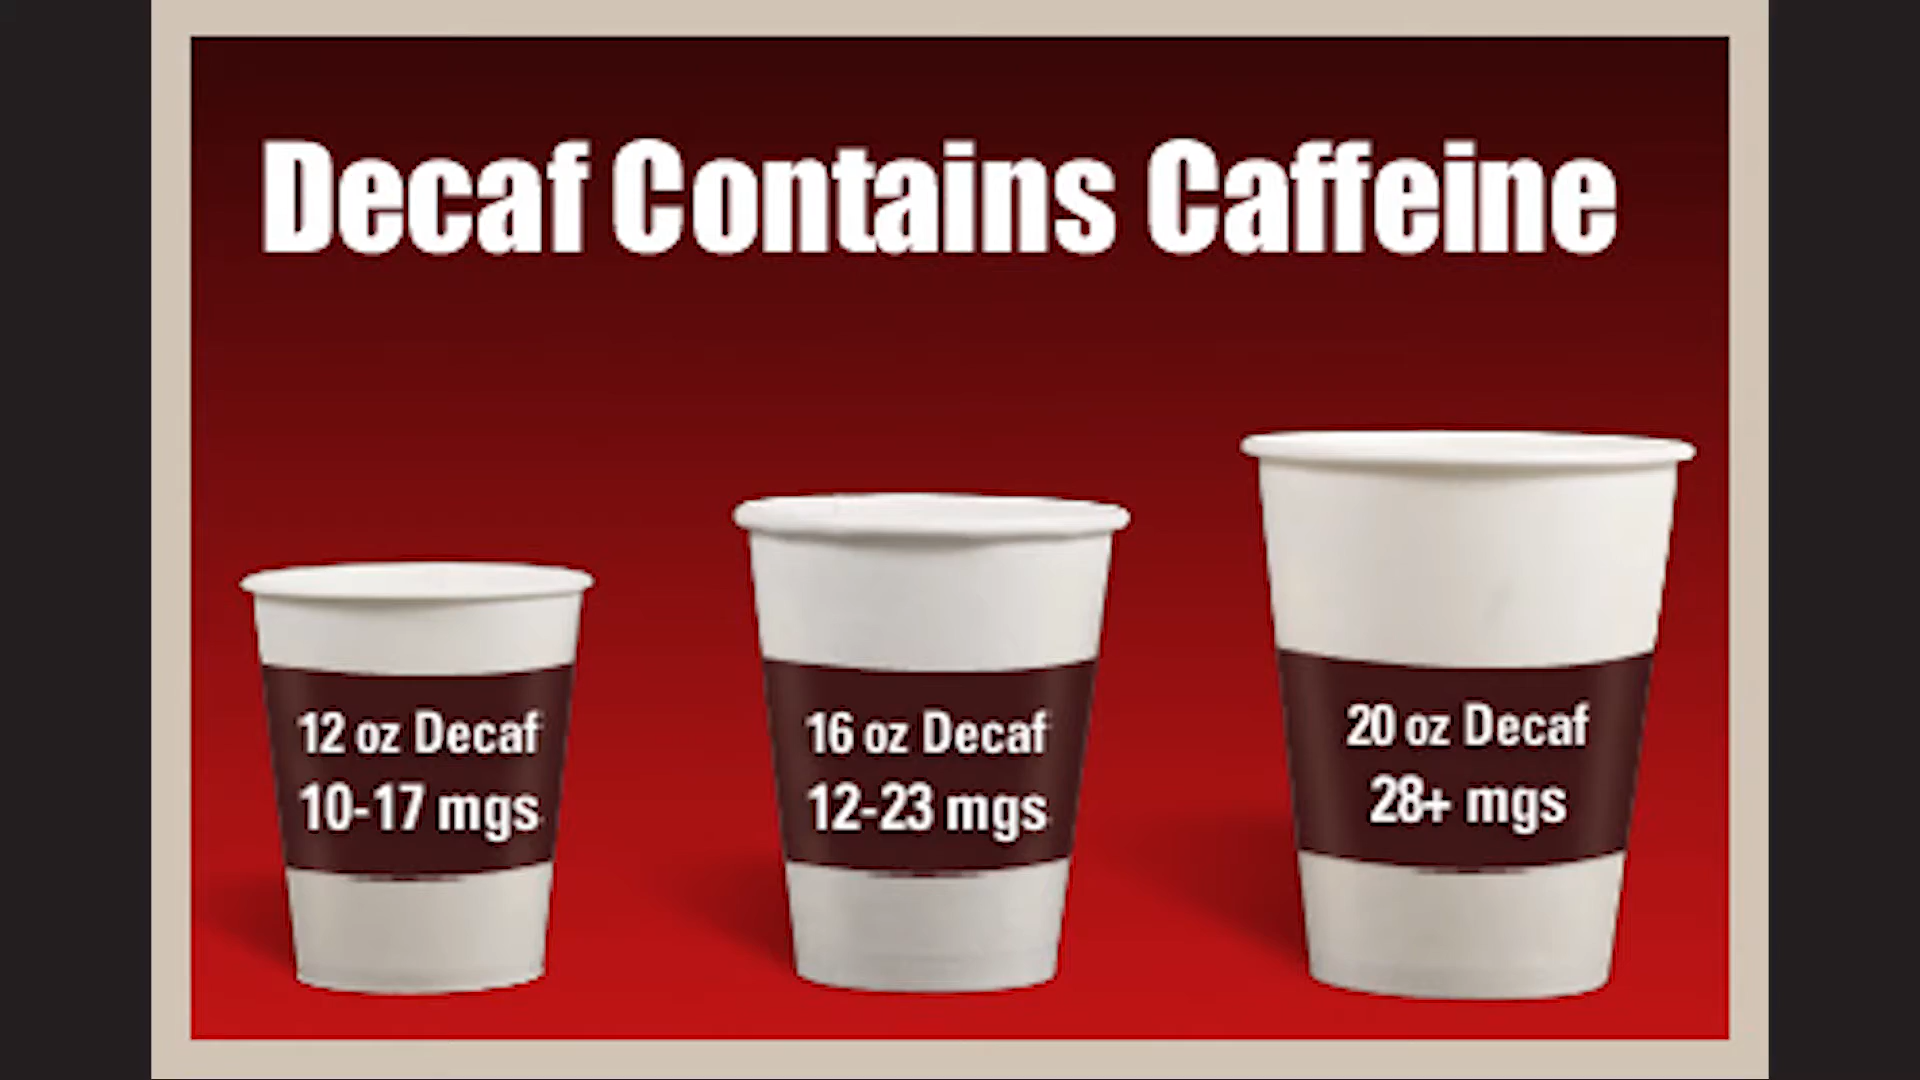 Decaf Contains Caffeine
12 oz Decaf
10-17 mgs
16 oz Decaf
12-23 mgs
20 oz Decaf
28+ mgs